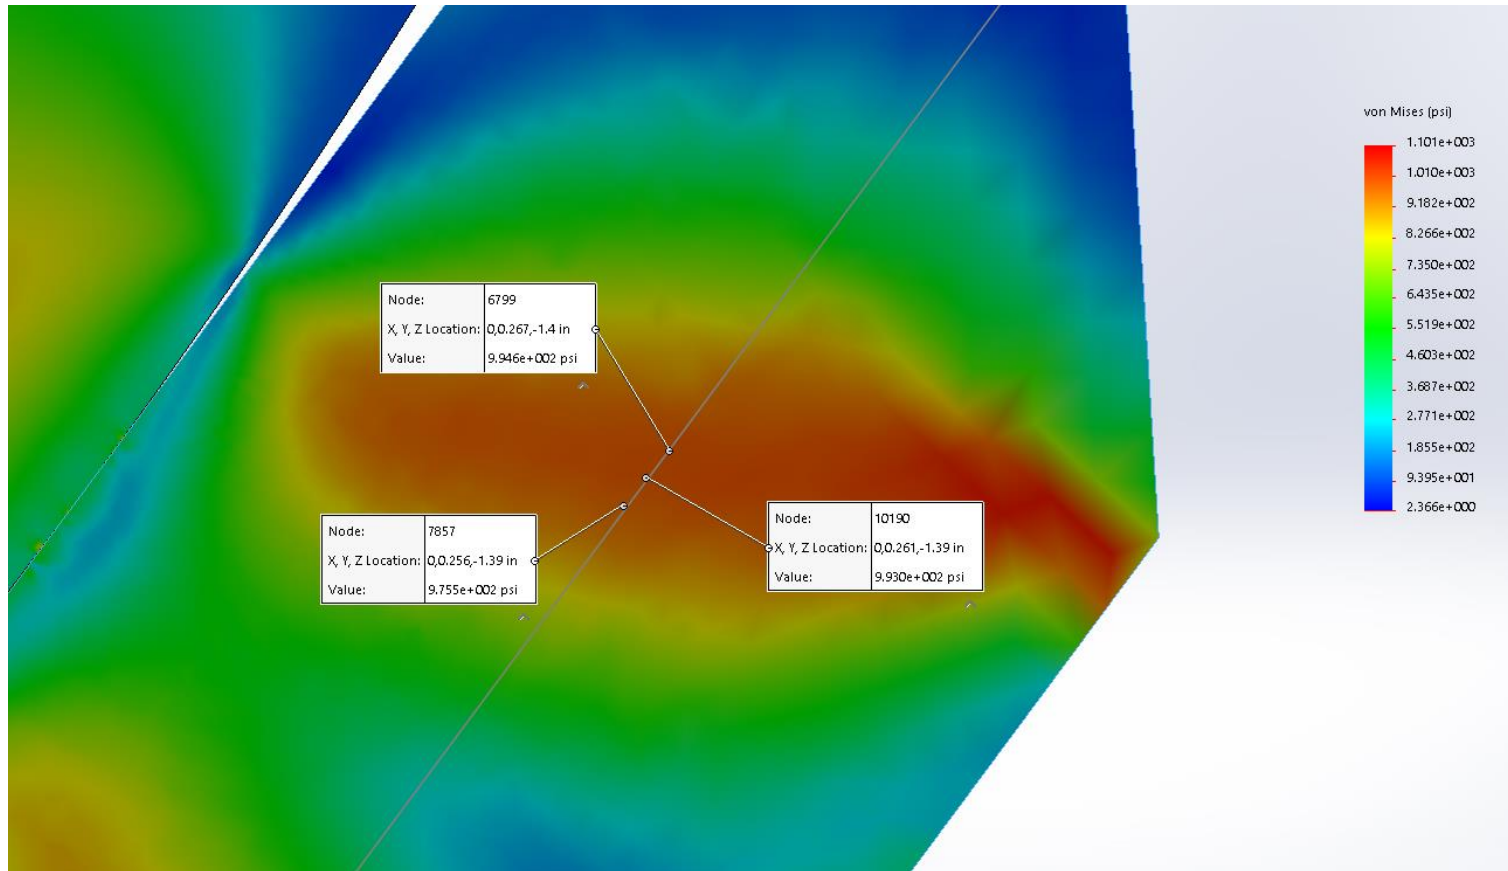 von Mises (psi)
1.101e+003
1.010e+003
9.182e+002
8.266e+002
7.350e+002
6.435e+002
5.519e+002
4.603e+002
3.687e+002
2.771e+002
1.855e+002
9.395e+001
2.366e+000
Node: 6799
X, Y, Z Location: 0,0.267,-1.4 in
Value: 9.946e+002 psi
Node: 7857
X, Y, Z Location: 0,0.256,-1.39 in
Value: 9.755e+002 psi
Node: 10190
X, Y, Z Location: 0,0.261,-1.39 in
Value: 9.930e+002 psi